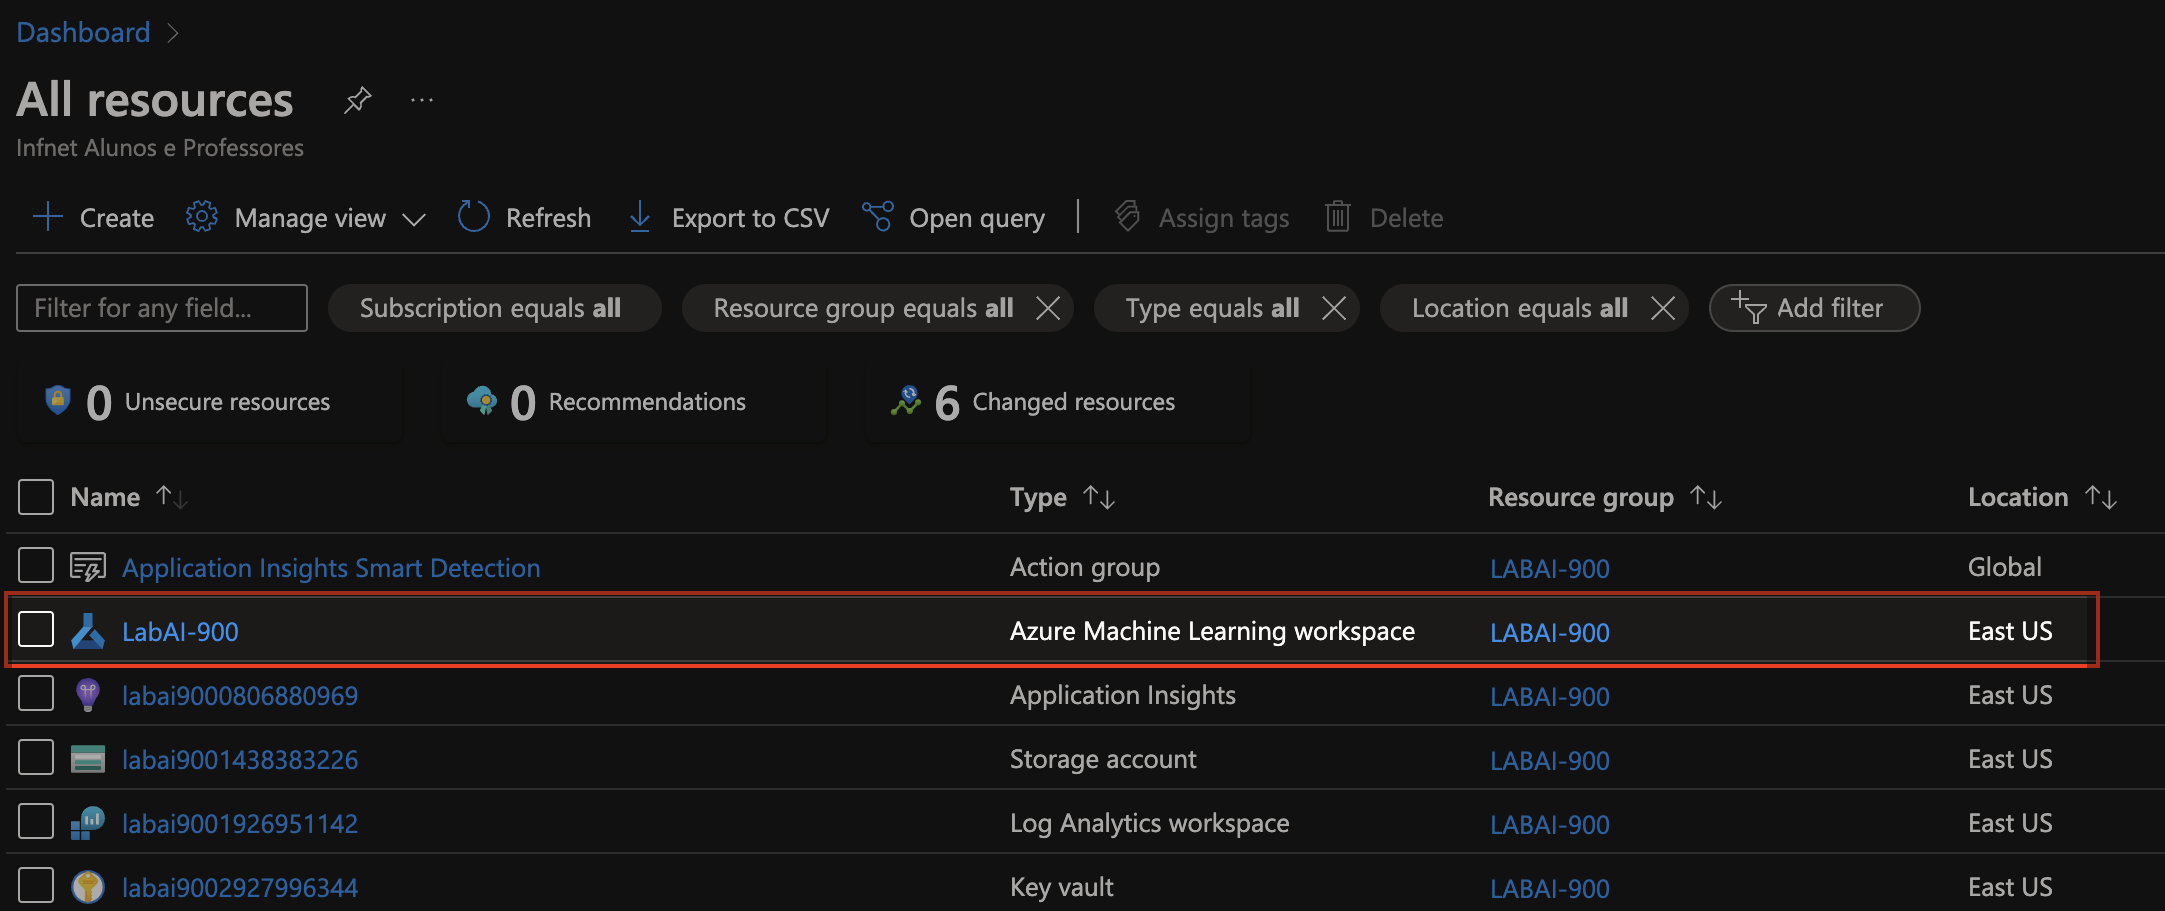 Dashboard
All resources
Infnet Alunos e Professores
Create Manage view Refresh Export to CSV Open query Assign tags Delete
Filter for any field... Subscription equals all Resource group equals all Type equals all Location equals all Add filter
0 Unsecure resources 0 Recommendations 6 Changed resources
Name Type Resource group Location
Application Insights Smart Detection Action group LABAI-900 Global
LabAI-900 Azure Machine Learning workspace LABAI-900 East US
labai9000806880969 Application Insights LABAI-900 East US
labai9001438383226 Storage account LABAI-900 East US
labai9001926951142 Log Analytics workspace LABAI-900 East US
labai9002927996344 Key vault LABAI-900 East US